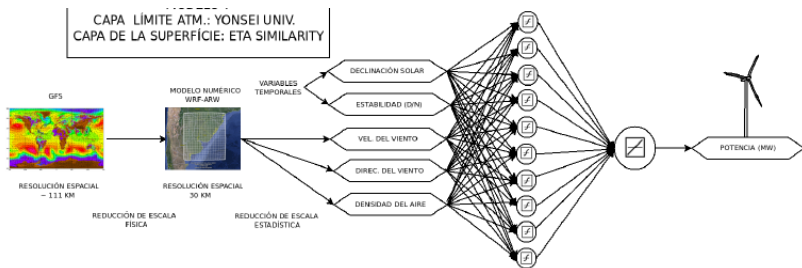 CAPA LÍMITE ATM.: YONSEI UNIV.
CAPA DE LA SUPERFÍCIE: ETA SIMILARITY
GFS
RESOLUCIÓN ESPACIAL
~ 111 KM
REDUCCIÓN DE ESCALA
FÍSICA
MODELO NUMÉRICO
WRF-ARW
RESOLUCIÓN ESPACIAL
30 KM
REDUCCIÓN DE ESCALA
ESTADÍSTICA
VARIABLES
TEMPORALES
DECLINACIÓN SOLAR
ESTABILIDAD (D/N)
VEL. DEL VIENTO
DIREC. DEL VIENTO
DENSIDAD DEL AIRE
POTENCIA (MW)